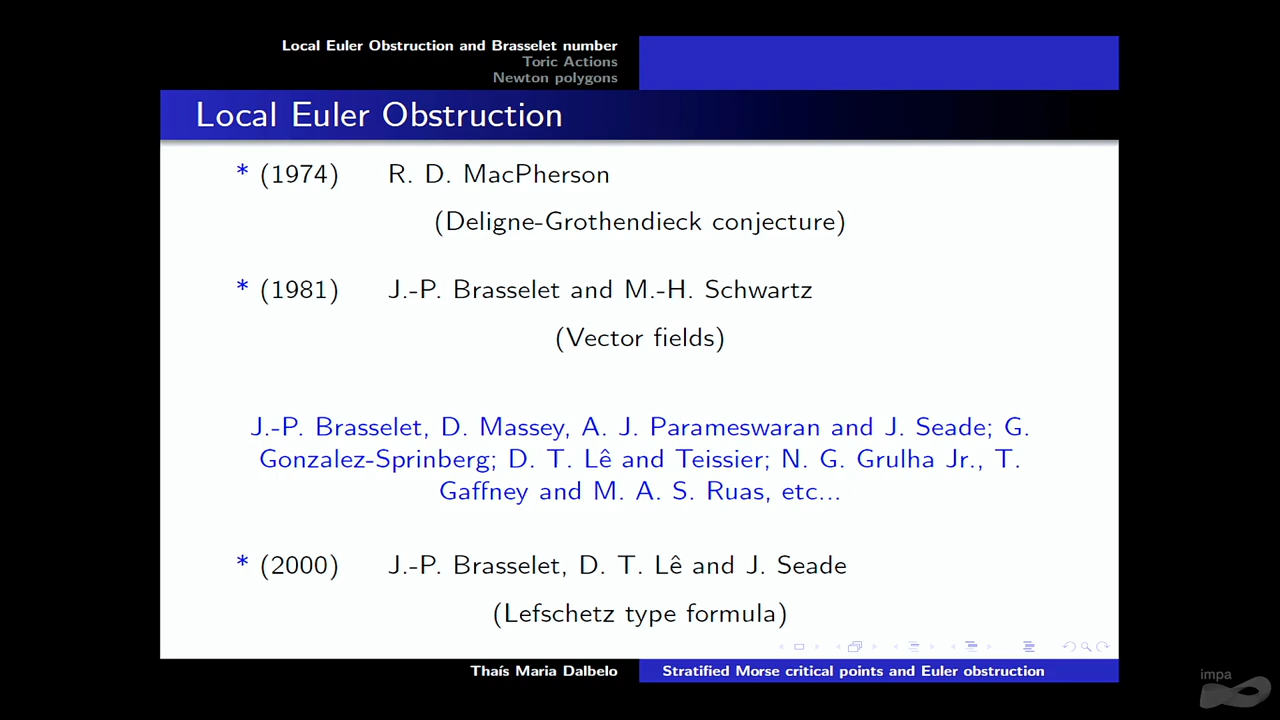 Local Euler Obstruction and Brasselet number
Toric Actions
Newton polygons
Local Euler Obstruction
* (1974) R. D. MacPherson
(Deligne-Grothendieck conjecture)
* (1981) J.-P. Brasselet and M.-H. Schwartz
(Vector fields)
J.-P. Brasselet, D. Massey, A. J. Parameswaran and J. Seade; G.
Gonzalez-Sprinberg; D. T. Lê and Teissier; N. G. Grulha Jr., T.
Gaffney and M. A. S. Ruas, etc...
* (2000) J.-P. Brasselet, D. T. Lê and J. Seade
(Lefschetz type formula)
Thaís Maria Dalbelo Stratified Morse critical points and Euler obstruction
impa